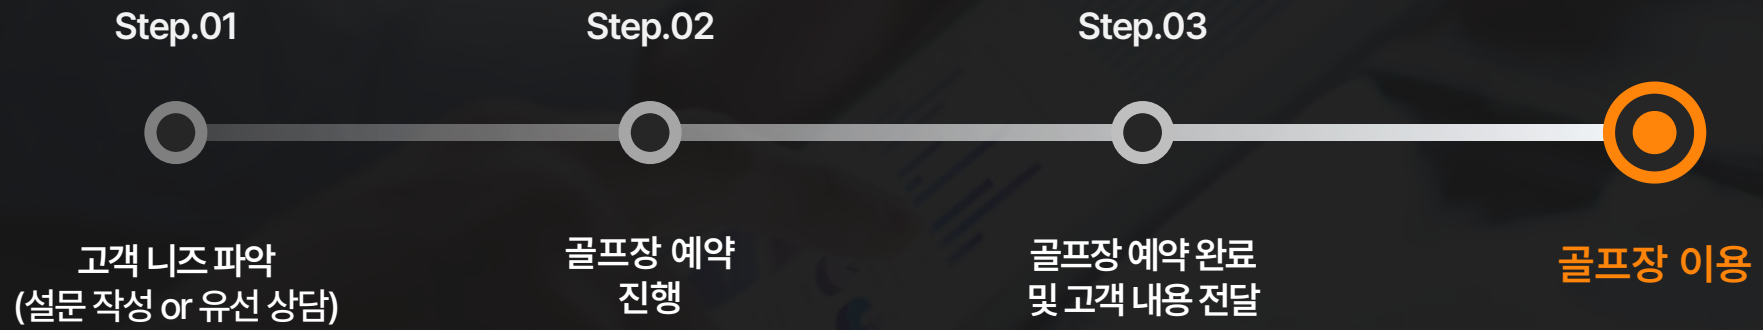 Step.01
고객 니즈 파악
(설문 작성 or 유선 상담)
Step.02
골프장 예약
진행
Step.03
골프장 예약 완료
및 고객 내용 전달
골프장 이용